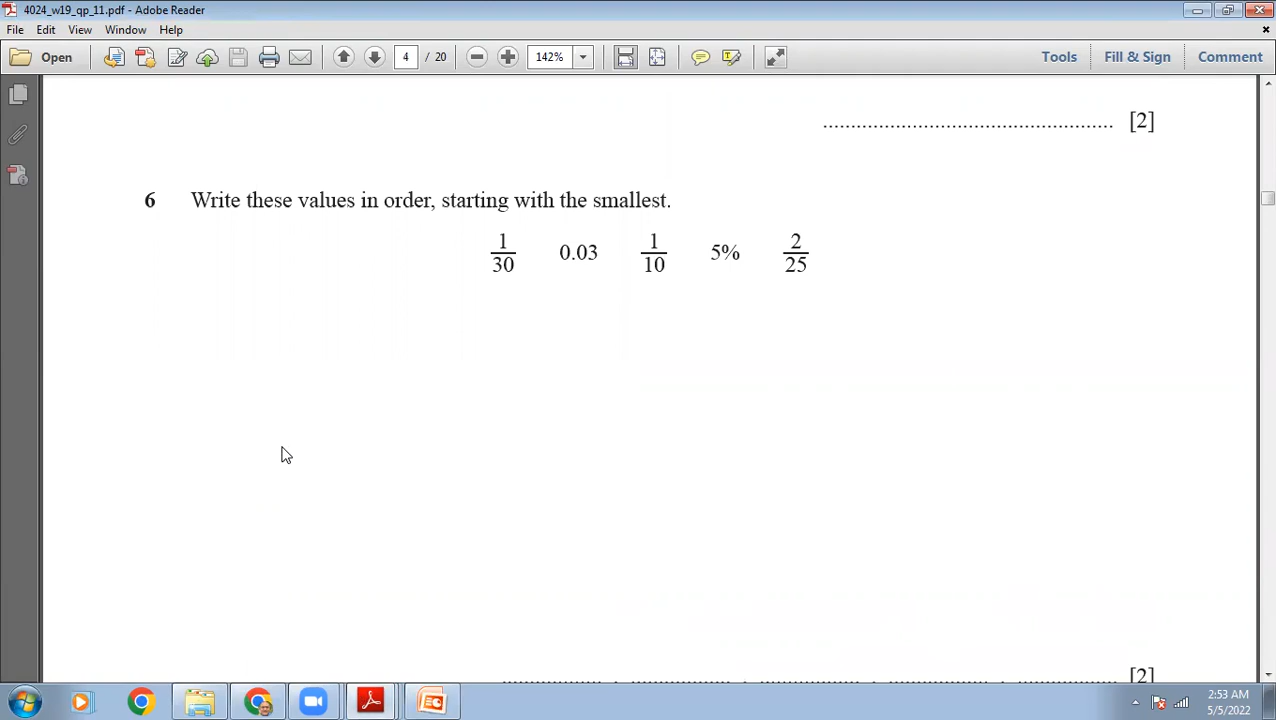 4024_w19_qp_11.pdf - Adobe Reader
File Edit View Window Help
Open 4 / 20 142% Tools Fill & Sign Comment
.................................................... [2]
6 Write these values in order, starting with the smallest.
1/30 0.03 1/10 5% 2/25
.................. , .................. , .................. , .................. , .................. [2]
2:53 AM
5/5/2022